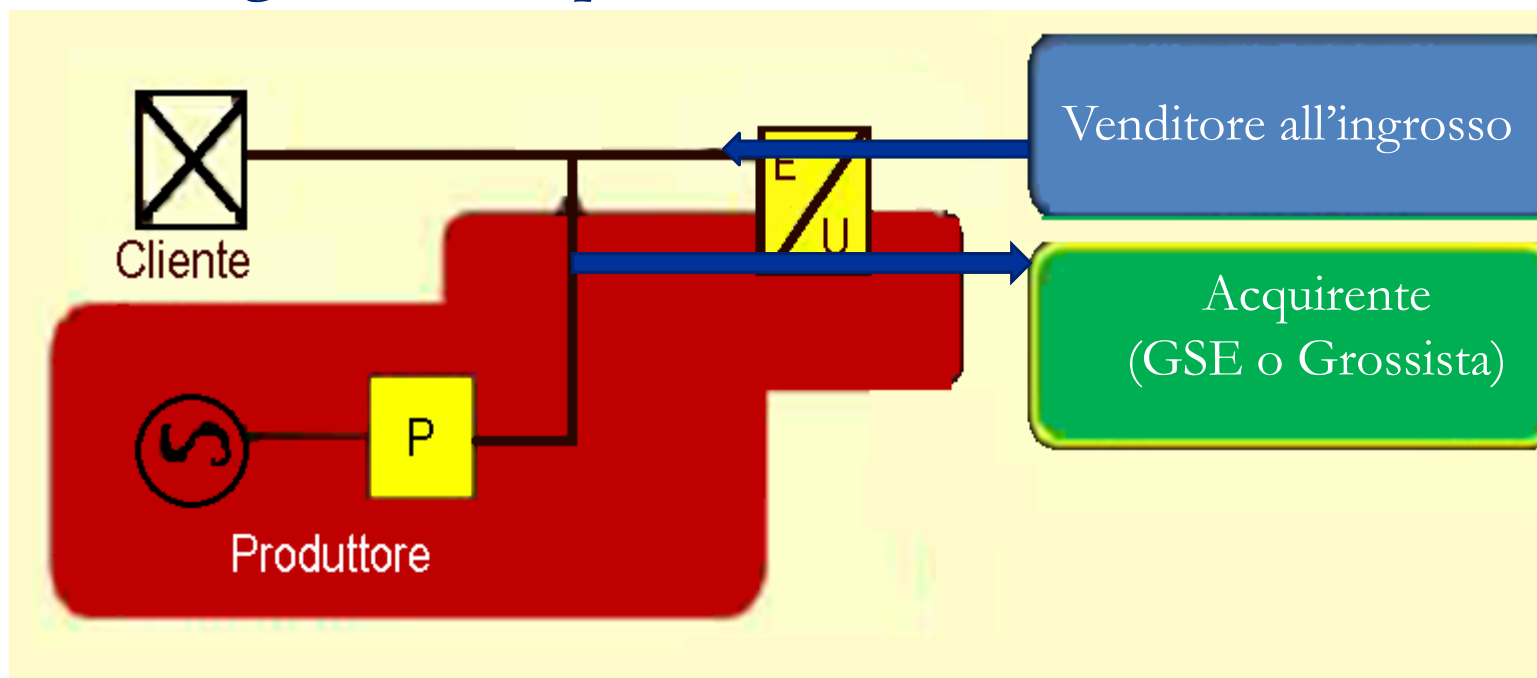 Venditore all’ingrosso
E
U
Cliente
Acquirente
(GSE o Grossista)
P
Produttore